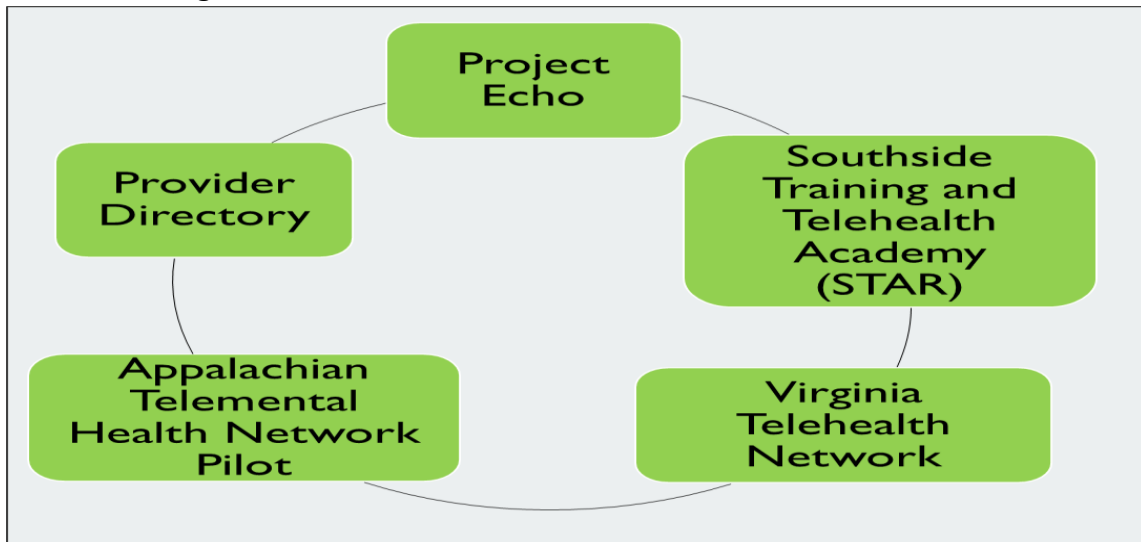 Project
Echo
Southside
Training and
Telehealth
Academy
(STAR)
Virginia
Telehealth
Network
Appalachian
Telemental
Health Network
Pilot
Provider
Directory